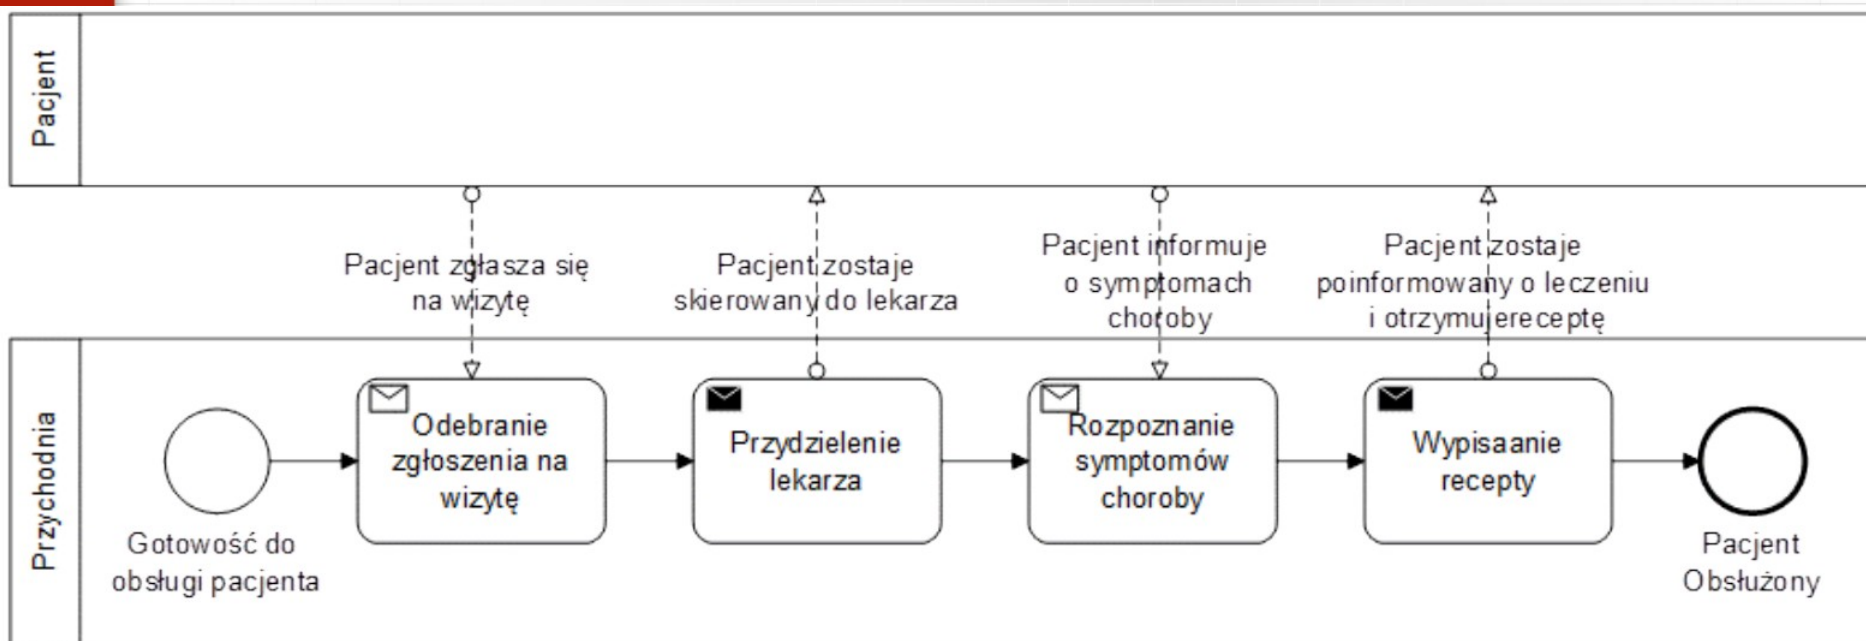 Pacjent
Pacjent zgłasza się
na wizytę
Pacjent zostaje
skierowany do lekarza
Pacjent informuje
o symptomach
choroby
Pacjent zostaje
poinformowany o leczeniu
i otrzymuje receptę
Przychodnia
Gotowość do
obsługi pacjenta
Odebranie
zgłoszenia na
wizytę
Przydzielenie
lekarza
Rozpoznanie
symptomów
choroby
Wypisaanie
recepty
Pacjent
Obsłużony